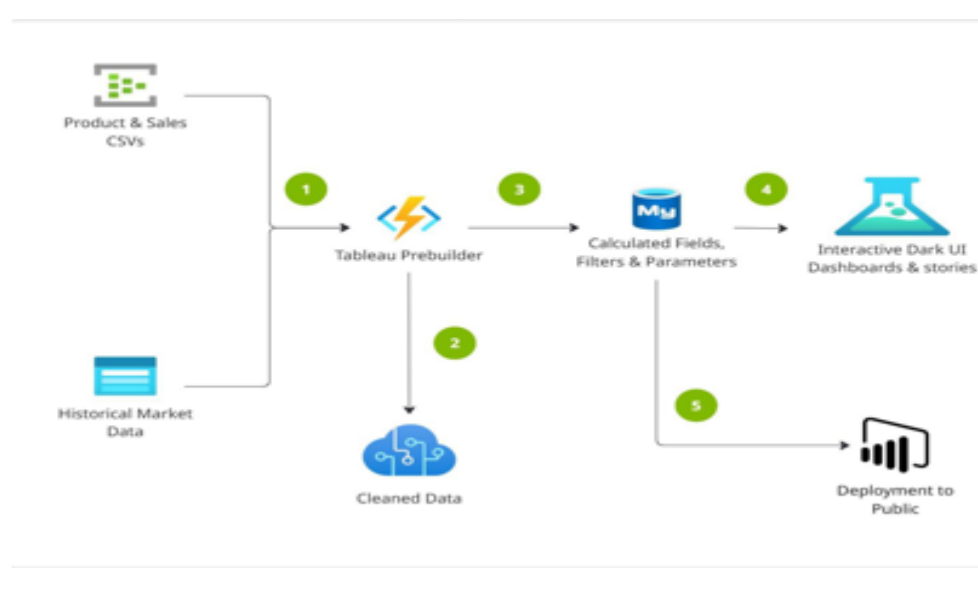 Product & Sales
CSVs
1
3
4
My
Tableau Prebuilder
Calculated Fields,
Filters & Parameters
Interactive Dark UI
Dashboards & stories
2
Historical Market
Data
5
Cleaned Data
Deployment to
Public